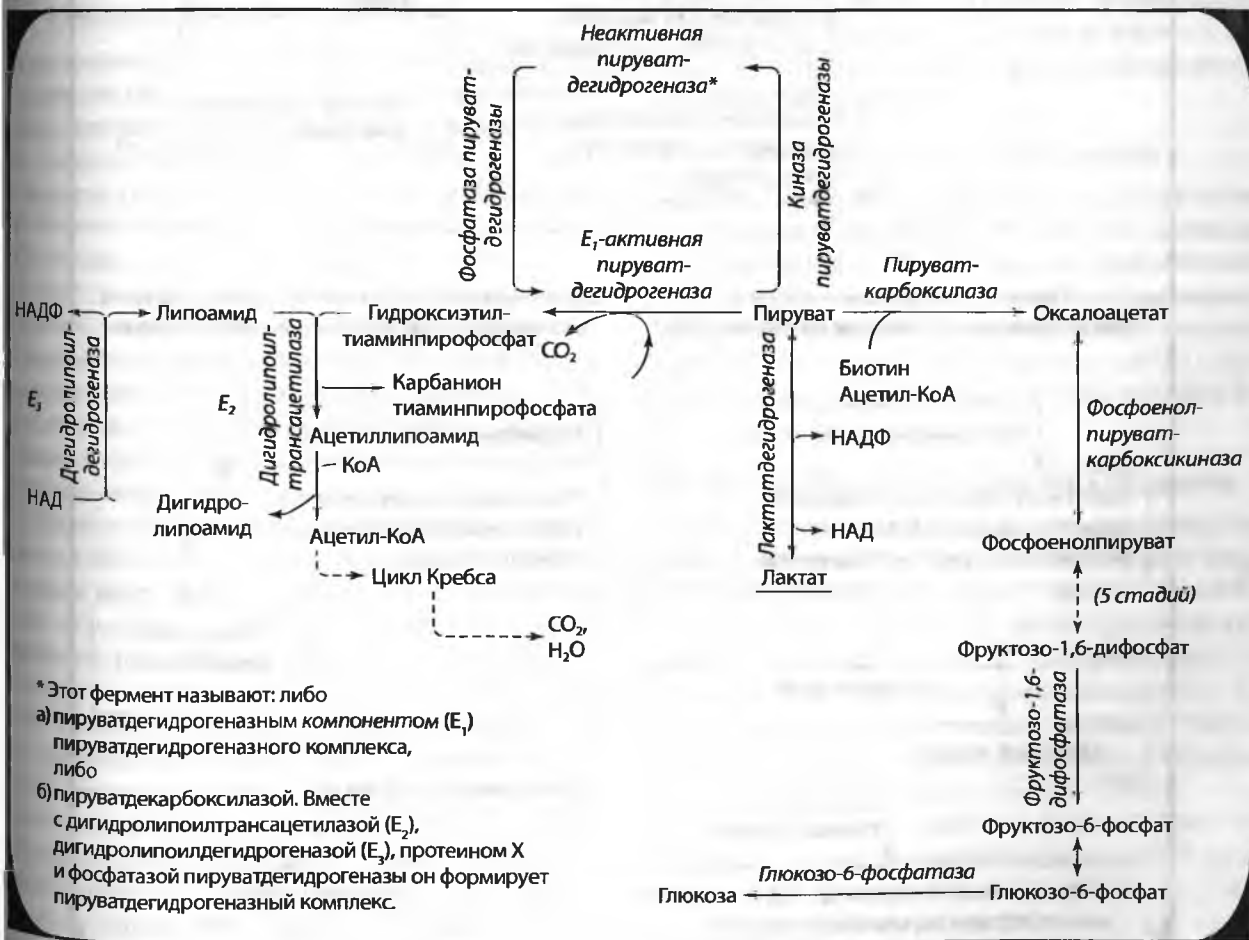 Неактивная
пируват-
дегидрогеназа*
Фосфатаза пируват-
дегидрогеназы
Киназа
пируватдегидрогеназы
E₁-активная
пируват-
дегидрогеназа
Пируват-
карбоксилаза
НАДФ
Липоамид
Гидроксиэтил-
тиаминпирофосфат
CO₂
Пируват
Оксалоацетат
Биотин
Ацетил-КоА
E₃
Дигидролипоил-
дегидрогеназа
E₂
Дигидролипоил-
трансацетилаза
Карбанион
тиаминпирофосфата
Лактатдегидрогеназа
НАДФ
Фосфоенол-
пируват-
карбоксикиназа
Ацетиллипоамид
КоА
НАД
Дигидро-
липоамид
Ацетил-КоА
НАД
Фосфоенолпируват
Цикл Кребса
Лактат
(5 стадий)
CO₂,
H₂O
Фруктозо-1,6-дифосфат
Фруктозо-1,6-
дифосфатаза
Фруктозо-6-фосфат
Глюкозо-6-фосфатаза
Глюкоза
Глюкозо-6-фосфат
* Этот фермент называют: либо
а) пируватдегидрогеназным компонентом (E₁)
пируватдегидрогеназного комплекса,
либо
б) пируватдекарбоксилазой. Вместе
с дигидролипоилтрансацетилазой (E₂),
дигидролипоилдегидрогеназой (E₃), протеином X
и фосфатазой пируватдегидрогеназы он формирует
пируватдегидрогеназный комплекс.